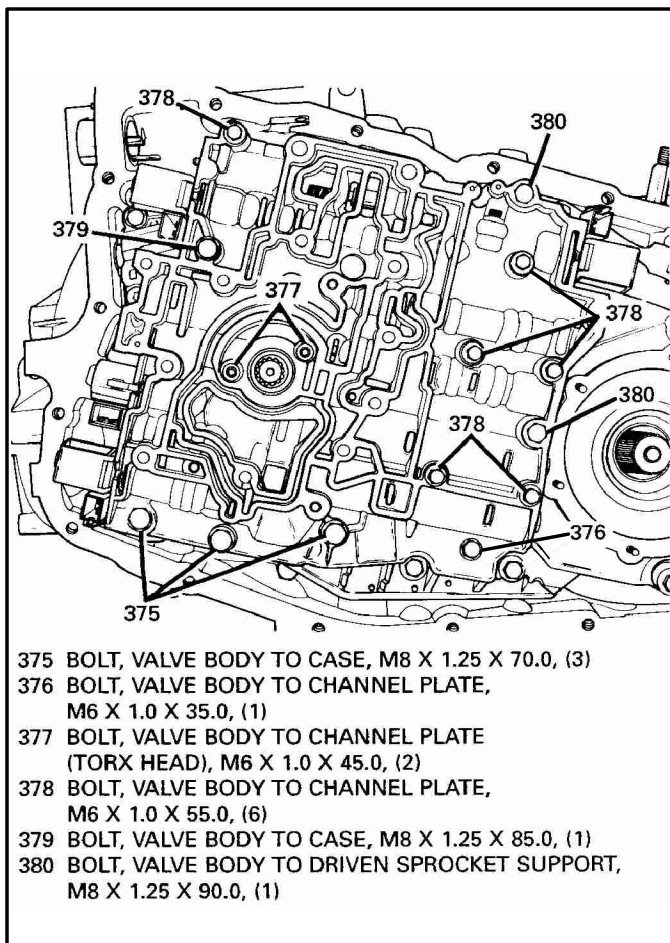 378
380
379
377
378
380
378
376
375
375 BOLT, VALVE BODY TO CASE, M8 X 1.25 X 70.0, (3)
376 BOLT, VALVE BODY TO CHANNEL PLATE,
M6 X 1.0 X 35.0, (1)
377 BOLT, VALVE BODY TO CHANNEL PLATE
(TORX HEAD), M6 X 1.0 X 45.0, (2)
378 BOLT, VALVE BODY TO CHANNEL PLATE,
M6 X 1.0 X 55.0, (6)
379 BOLT, VALVE BODY TO CASE, M8 X 1.25 X 85.0, (1)
380 BOLT, VALVE BODY TO DRIVEN SPROCKET SUPPORT,
M8 X 1.25 X 90.0, (1)